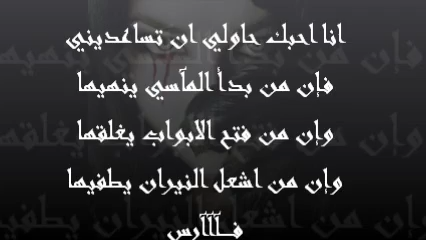 انا احبك حاولي ان تساعديني
فإن من بدأ المآسي ينهيها
وإن من فتح الابواب يغلقها
وإن من اشعل النيران يطفيها
فــآآآرس